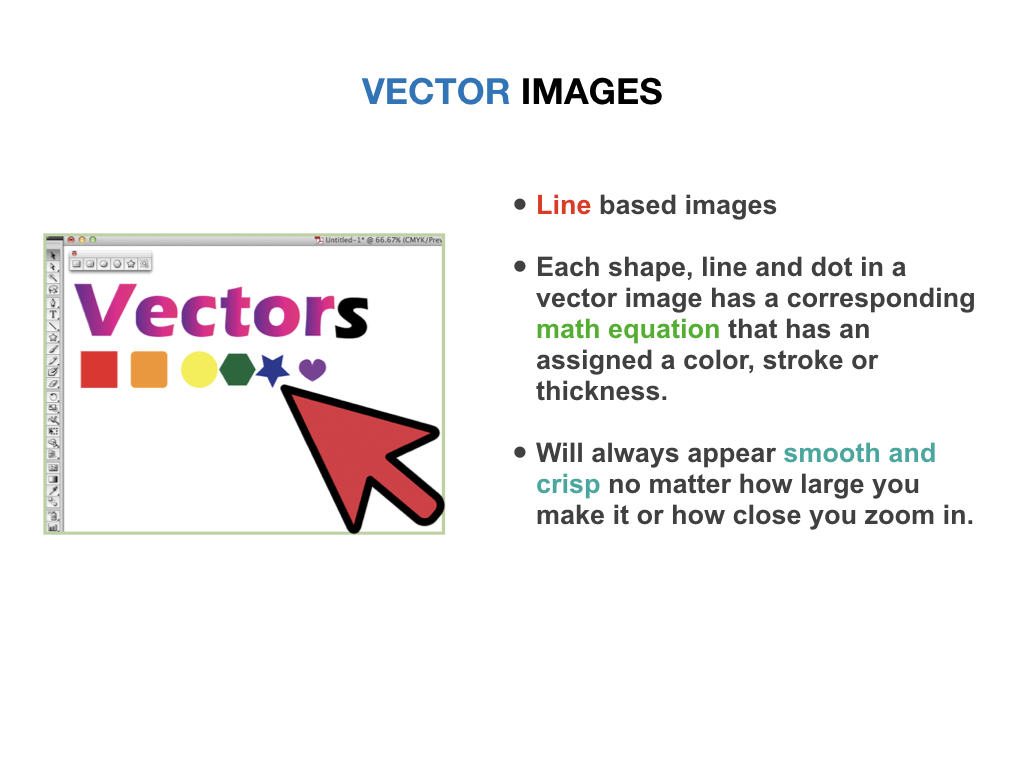 VECTOR IMAGES
Untitled-1* @ 66.67% (CMYK/Prev
Vectors
T
• Line based images
• Each shape, line and dot in a
vector image has a corresponding
math equation that has an
assigned a color, stroke or
thickness.
• Will always appear smooth and
crisp no matter how large you
make it or how close you zoom in.